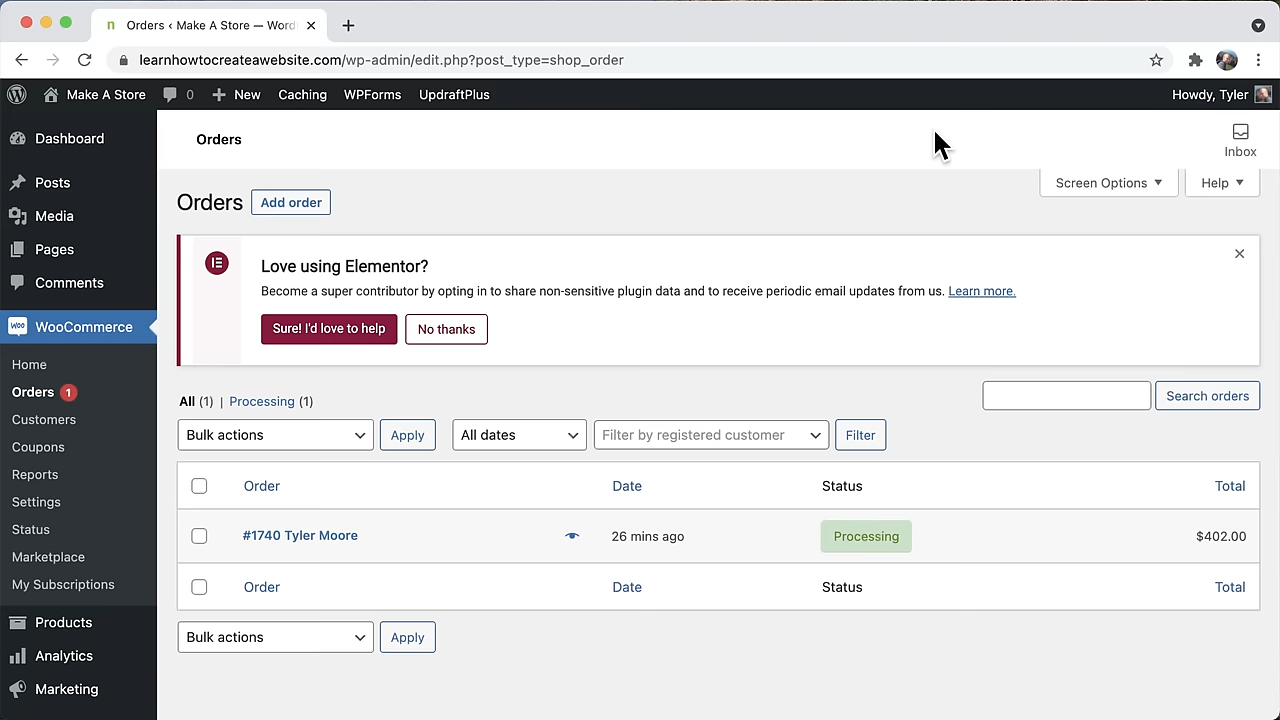 n Orders ‹ Make A Store — Word
learnhowtocreateawebsite.com/wp-admin/edit.php?post_type=shop_order
Make A Store 0 New Caching WPForms UpdraftPlus Howdy, Tyler
Dashboard
Posts
Media
Pages
Comments
Woo WooCommerce
Home
Orders 1
Customers
Coupons
Reports
Settings
Status
Marketplace
My Subscriptions
Products
Analytics
Marketing
Orders
Inbox
Screen Options Help
Orders Add order
Love using Elementor?
Become a super contributor by opting in to share non-sensitive plugin data and to receive periodic email updates from us. Learn more.
Sure! I'd love to help No thanks
All (1) | Processing (1)
Search orders
Bulk actions Apply All dates Filter by registered customer Filter
Order Date Status Total
#1740 Tyler Moore 26 mins ago Processing $402.00
Order Date Status Total
Bulk actions Apply